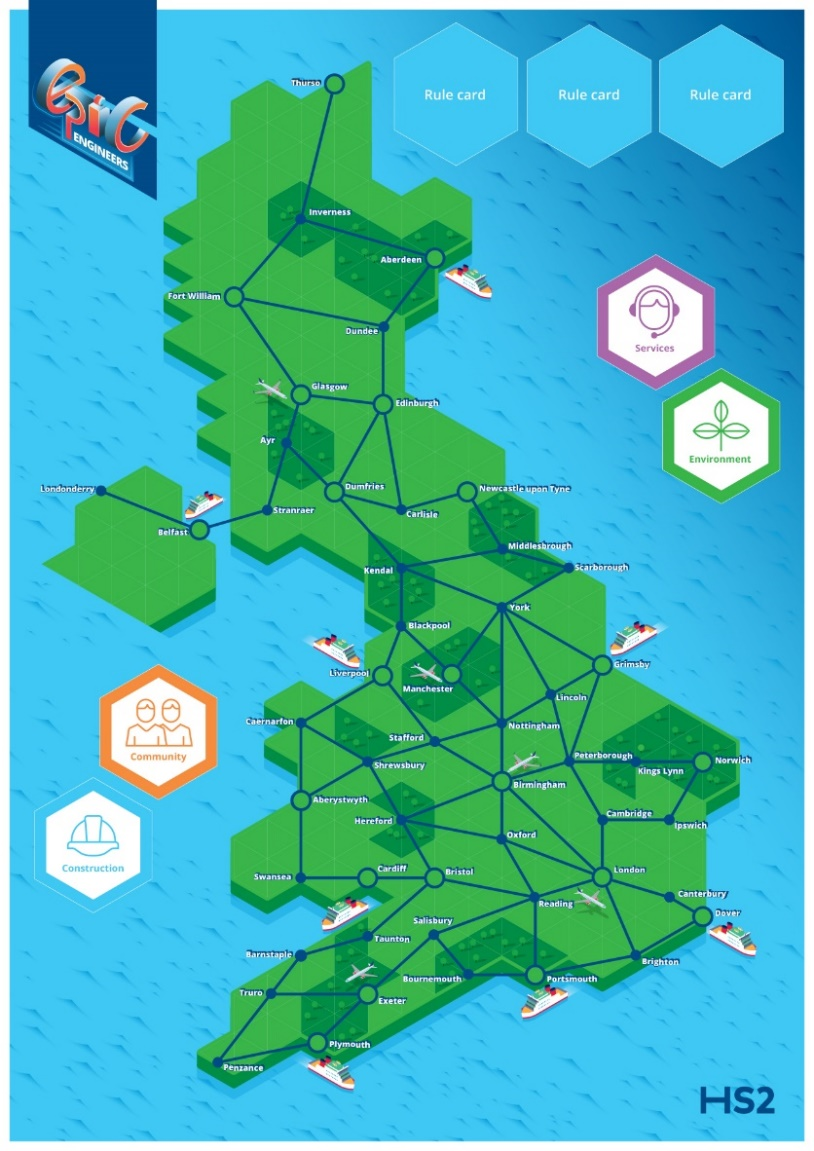 epic
ENGINEERS
Rule card
Rule card
Rule card
Thurso
Inverness
Aberdeen
Fort William
Dundee
Services
Glasgow
Edinburgh
Ayr
Environment
Londonderry
Dumfries
Newcastle upon Tyne
Stranraer
Carlisle
Belfast
Middlesbrough
Kendal
Scarborough
York
Blackpool
Grimsby
Liverpool
Manchester
Lincoln
Caernarfon
Nottingham
Stafford
Community
Shrewsbury
Peterborough
Norwich
Kings Lynn
Birmingham
Aberystwyth
Hereford
Cambridge
Ipswich
Oxford
Construction
Swansea
Cardiff
Bristol
London
Canterbury
Reading
Dover
Salisbury
Taunton
Barnstaple
Brighton
Bournemouth
Portsmouth
Truro
Exeter
Plymouth
Penzance
HS2